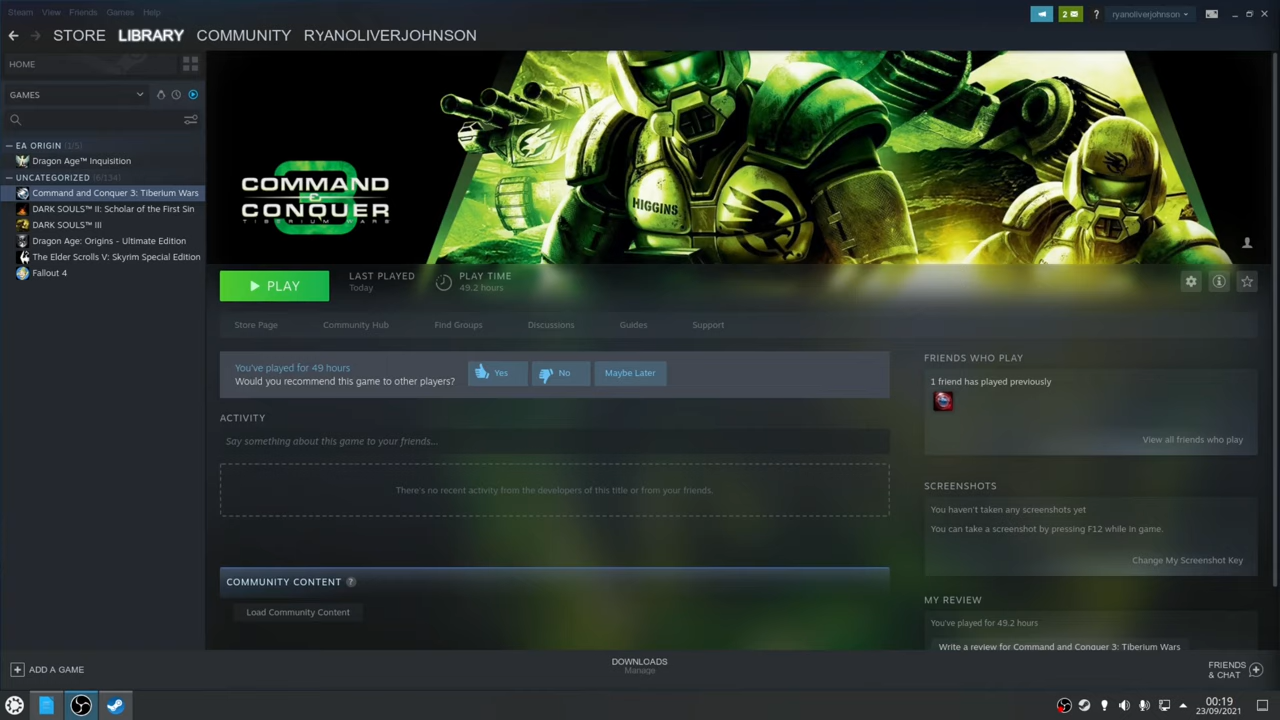 Steam View Friends Games Help
2
?
ryanoliverjohnson
STORE LIBRARY COMMUNITY RYANOLIVERJOHNSON
HOME
GAMES
EA ORIGIN (1/5)
Dragon Age™ Inquisition
UNCATEGORIZED (6/134)
Command and Conquer 3: Tiberium Wars
DARK SOULS™ II: Scholar of the First Sin
DARK SOULS™ III
Dragon Age: Origins - Ultimate Edition
The Elder Scrolls V: Skyrim Special Edition
Fallout 4
3
COMMAND
&
CONQUER
TIBERIUM WARS
HIGGINS
PLAY
LAST PLAYED
Today
PLAY TIME
49.2 hours
Store Page Community Hub Find Groups Discussions Guides Support
You've played for 49 hours
Would you recommend this game to other players?
Yes No Maybe Later
ACTIVITY
Say something about this game to your friends...
There's no recent activity from the developers of this title or from your friends.
COMMUNITY CONTENT ?
Load Community Content
FRIENDS WHO PLAY
1 friend has played previously
View all friends who play
SCREENSHOTS
You haven't taken any screenshots yet
You can take a screenshot by pressing F12 while in game.
Change My Screenshot Key
MY REVIEW
You've played for 49.2 hours
Write a review for Command and Conquer 3: Tiberium Wars
ADD A GAME
DOWNLOADS
Manage
FRIENDS
& CHAT
00:19
23/09/2021